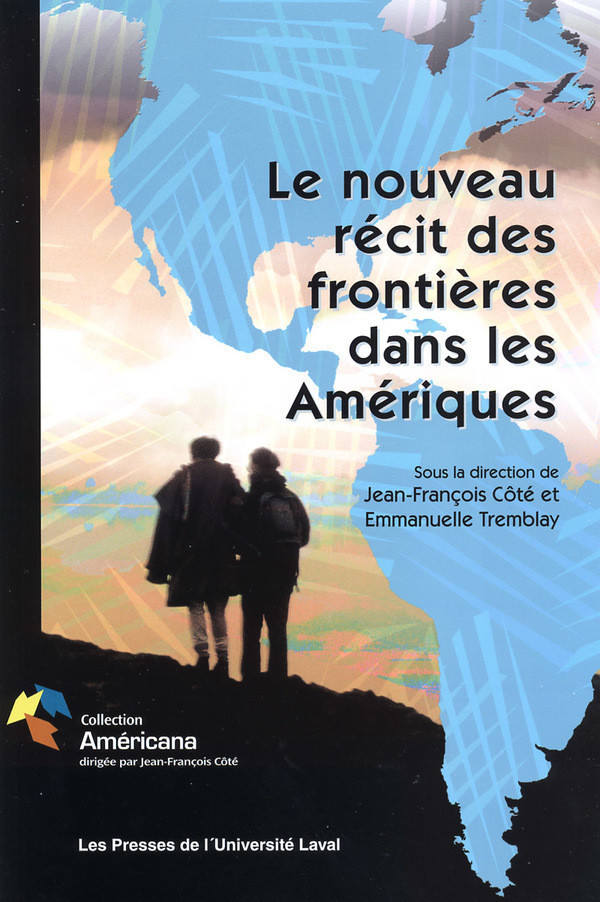 Le nouveau
récit des
frontières
dans les
Amériques
Sous la direction de
Jean-François Côté et
Emmanuelle Tremblay
Collection
Américana
dirigée par Jean-François Côté
Les Presses de l'Université Laval